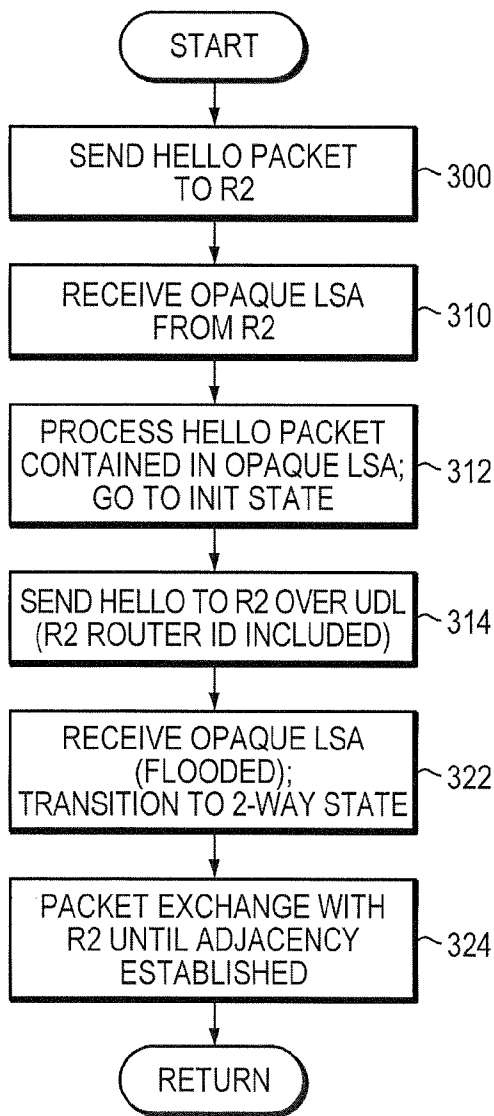 START
SEND HELLO PACKET
TO R2
300
RECEIVE OPAQUE LSA
FROM R2
310
PROCESS HELLO PACKET
CONTAINED IN OPAQUE LSA;
GO TO INIT STATE
312
SEND HELLO TO R2 OVER UDL
(R2 ROUTER ID INCLUDED)
314
RECEIVE OPAQUE LSA
(FLOODED);
TRANSITION TO 2-WAY STATE
322
PACKET EXCHANGE WITH
R2 UNTIL ADJACENCY
ESTABLISHED
324
RETURN